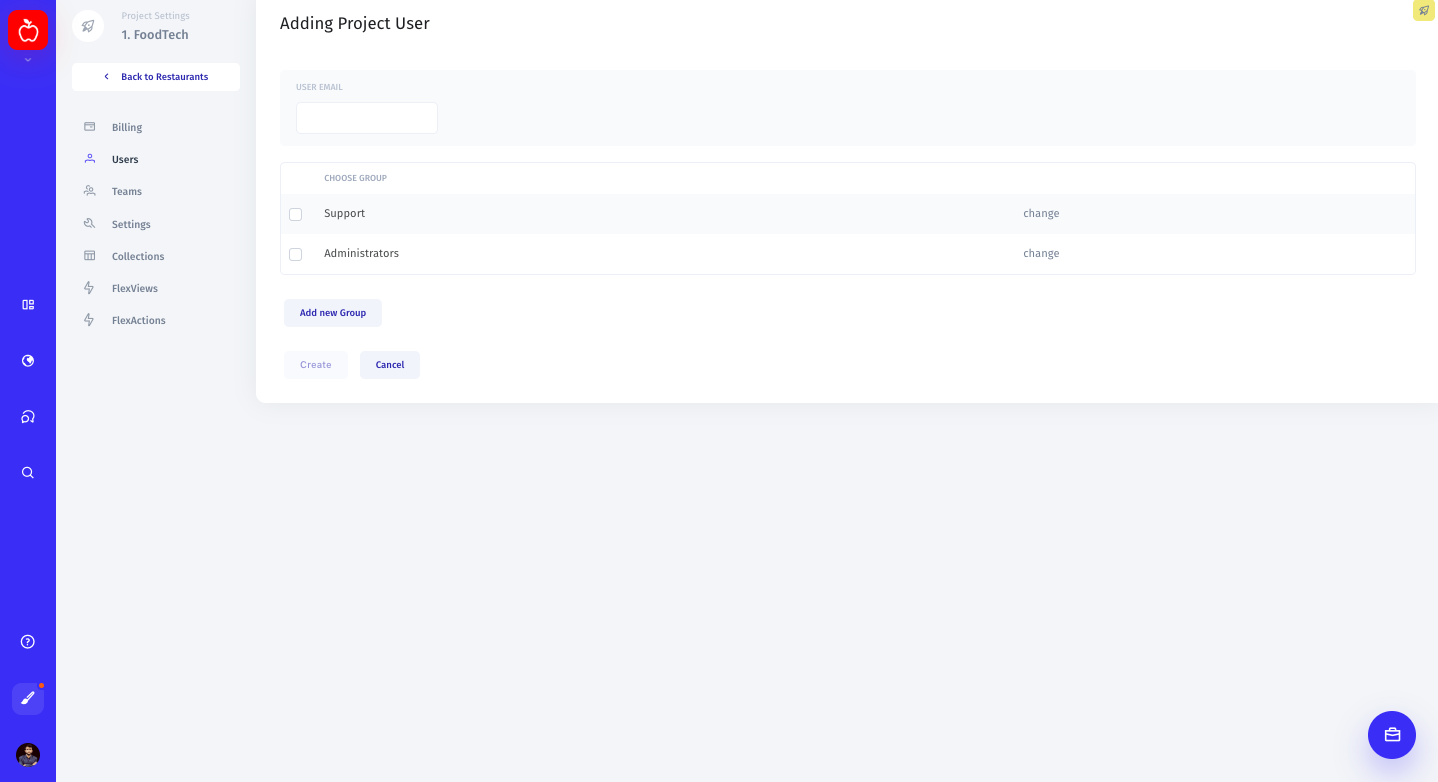 Project Settings
1. FoodTech
Back to Restaurants
Billing
Users
Teams
Settings
Collections
FlexViews
FlexActions
Adding Project User
USER EMAIL
CHOOSE GROUP
Support change
Administrators change
Add new Group
Create Cancel